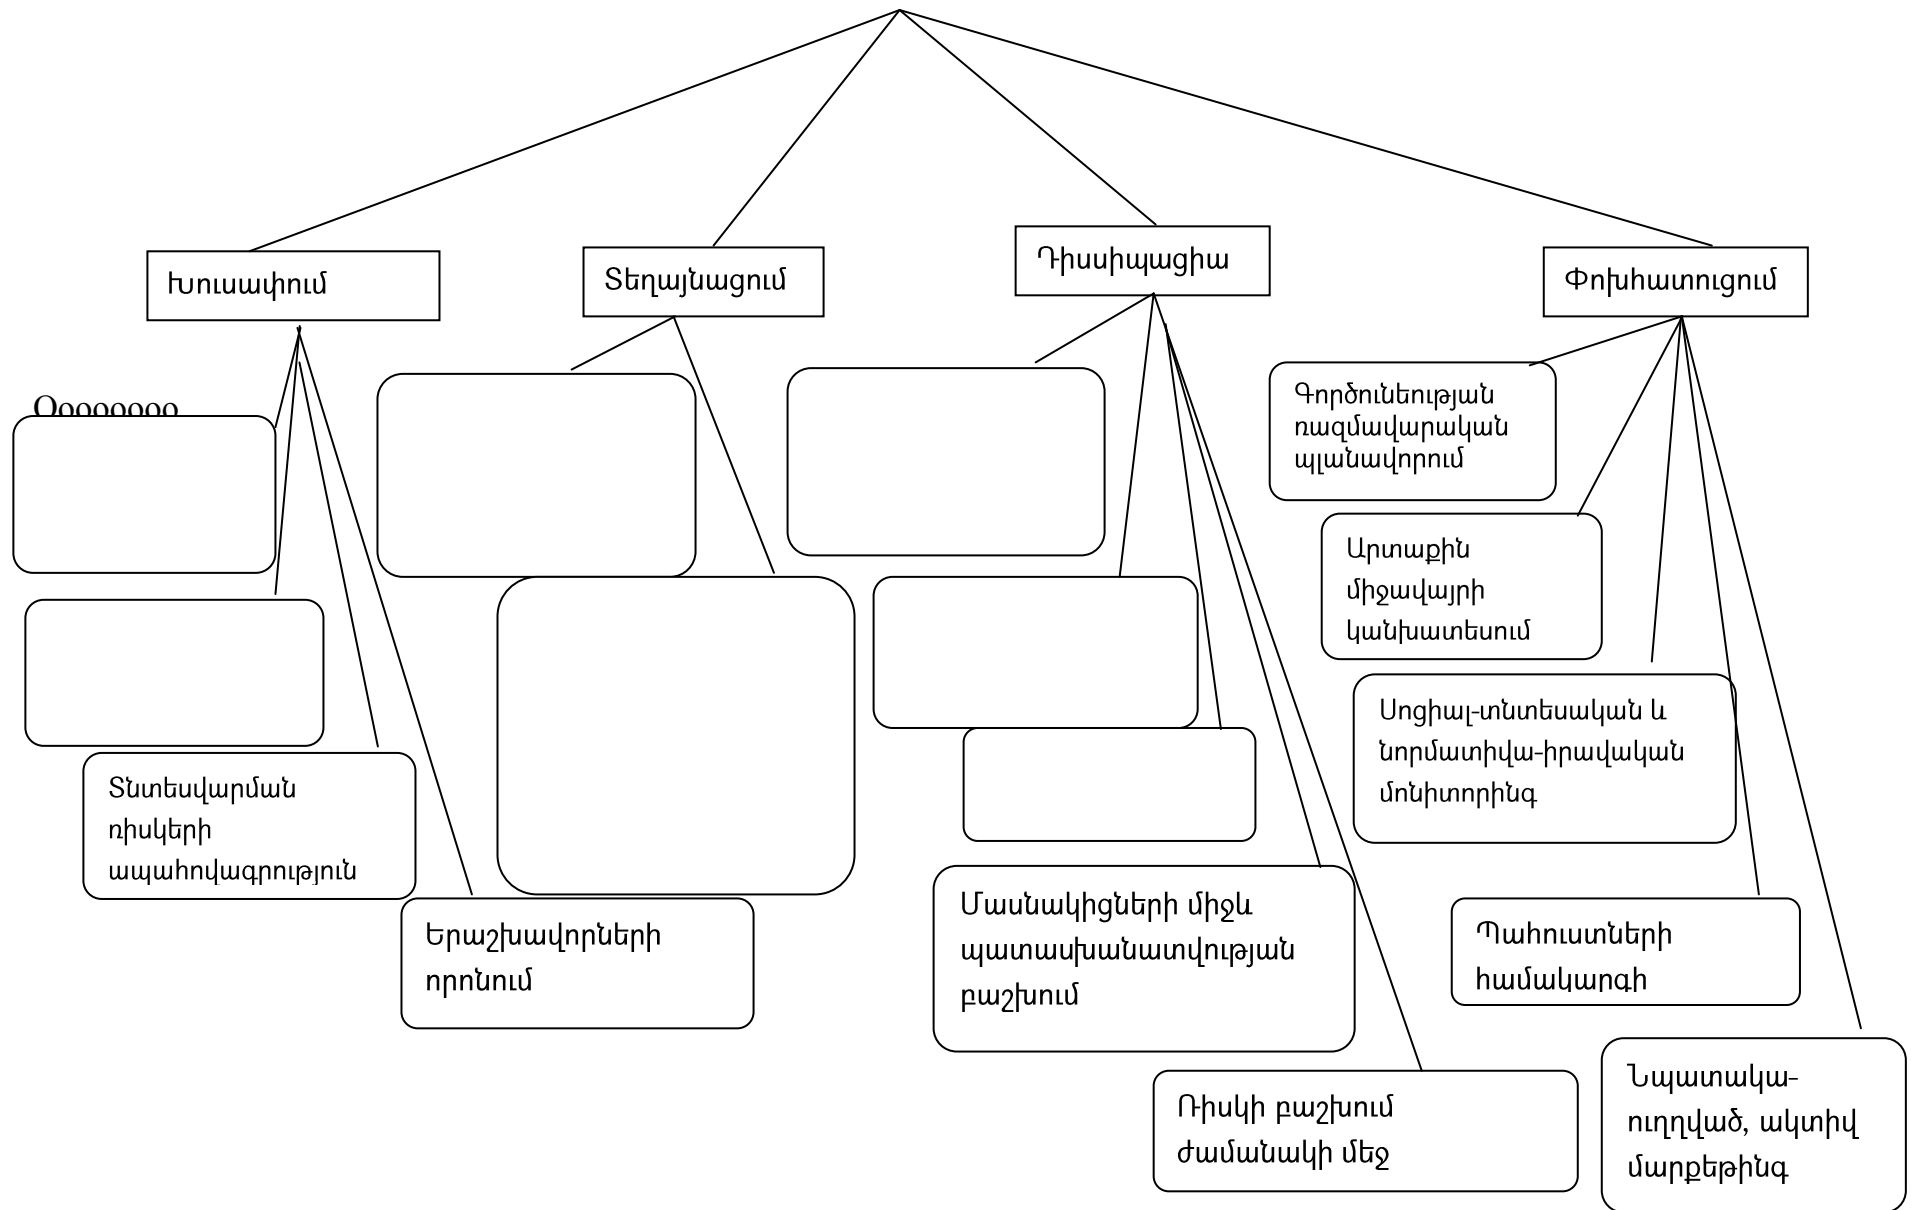 Խուսափում
Տեղայնացում
Դիսսիպացիա
Փոխհատուցում
Տնտեսվարման
ռիսկերի
ապահովագրություն
Երաշխավորների
որոնում
Մասնակիցների միջև
պատասխանատվության
բաշխում
Ռիսկի բաշխում
ժամանակի մեջ
Գործունեության
ռազմավարական
պլանավորում
Արտաքին
միջավայրի
կանխատեսում
Սոցիալ-տնտեսական և
նորմատիվա-իրավական
մոնիտորինգ
Պահուստների
համակարգի
Նպատակա-
ուղղված, ակտիվ
մարքեթինգ